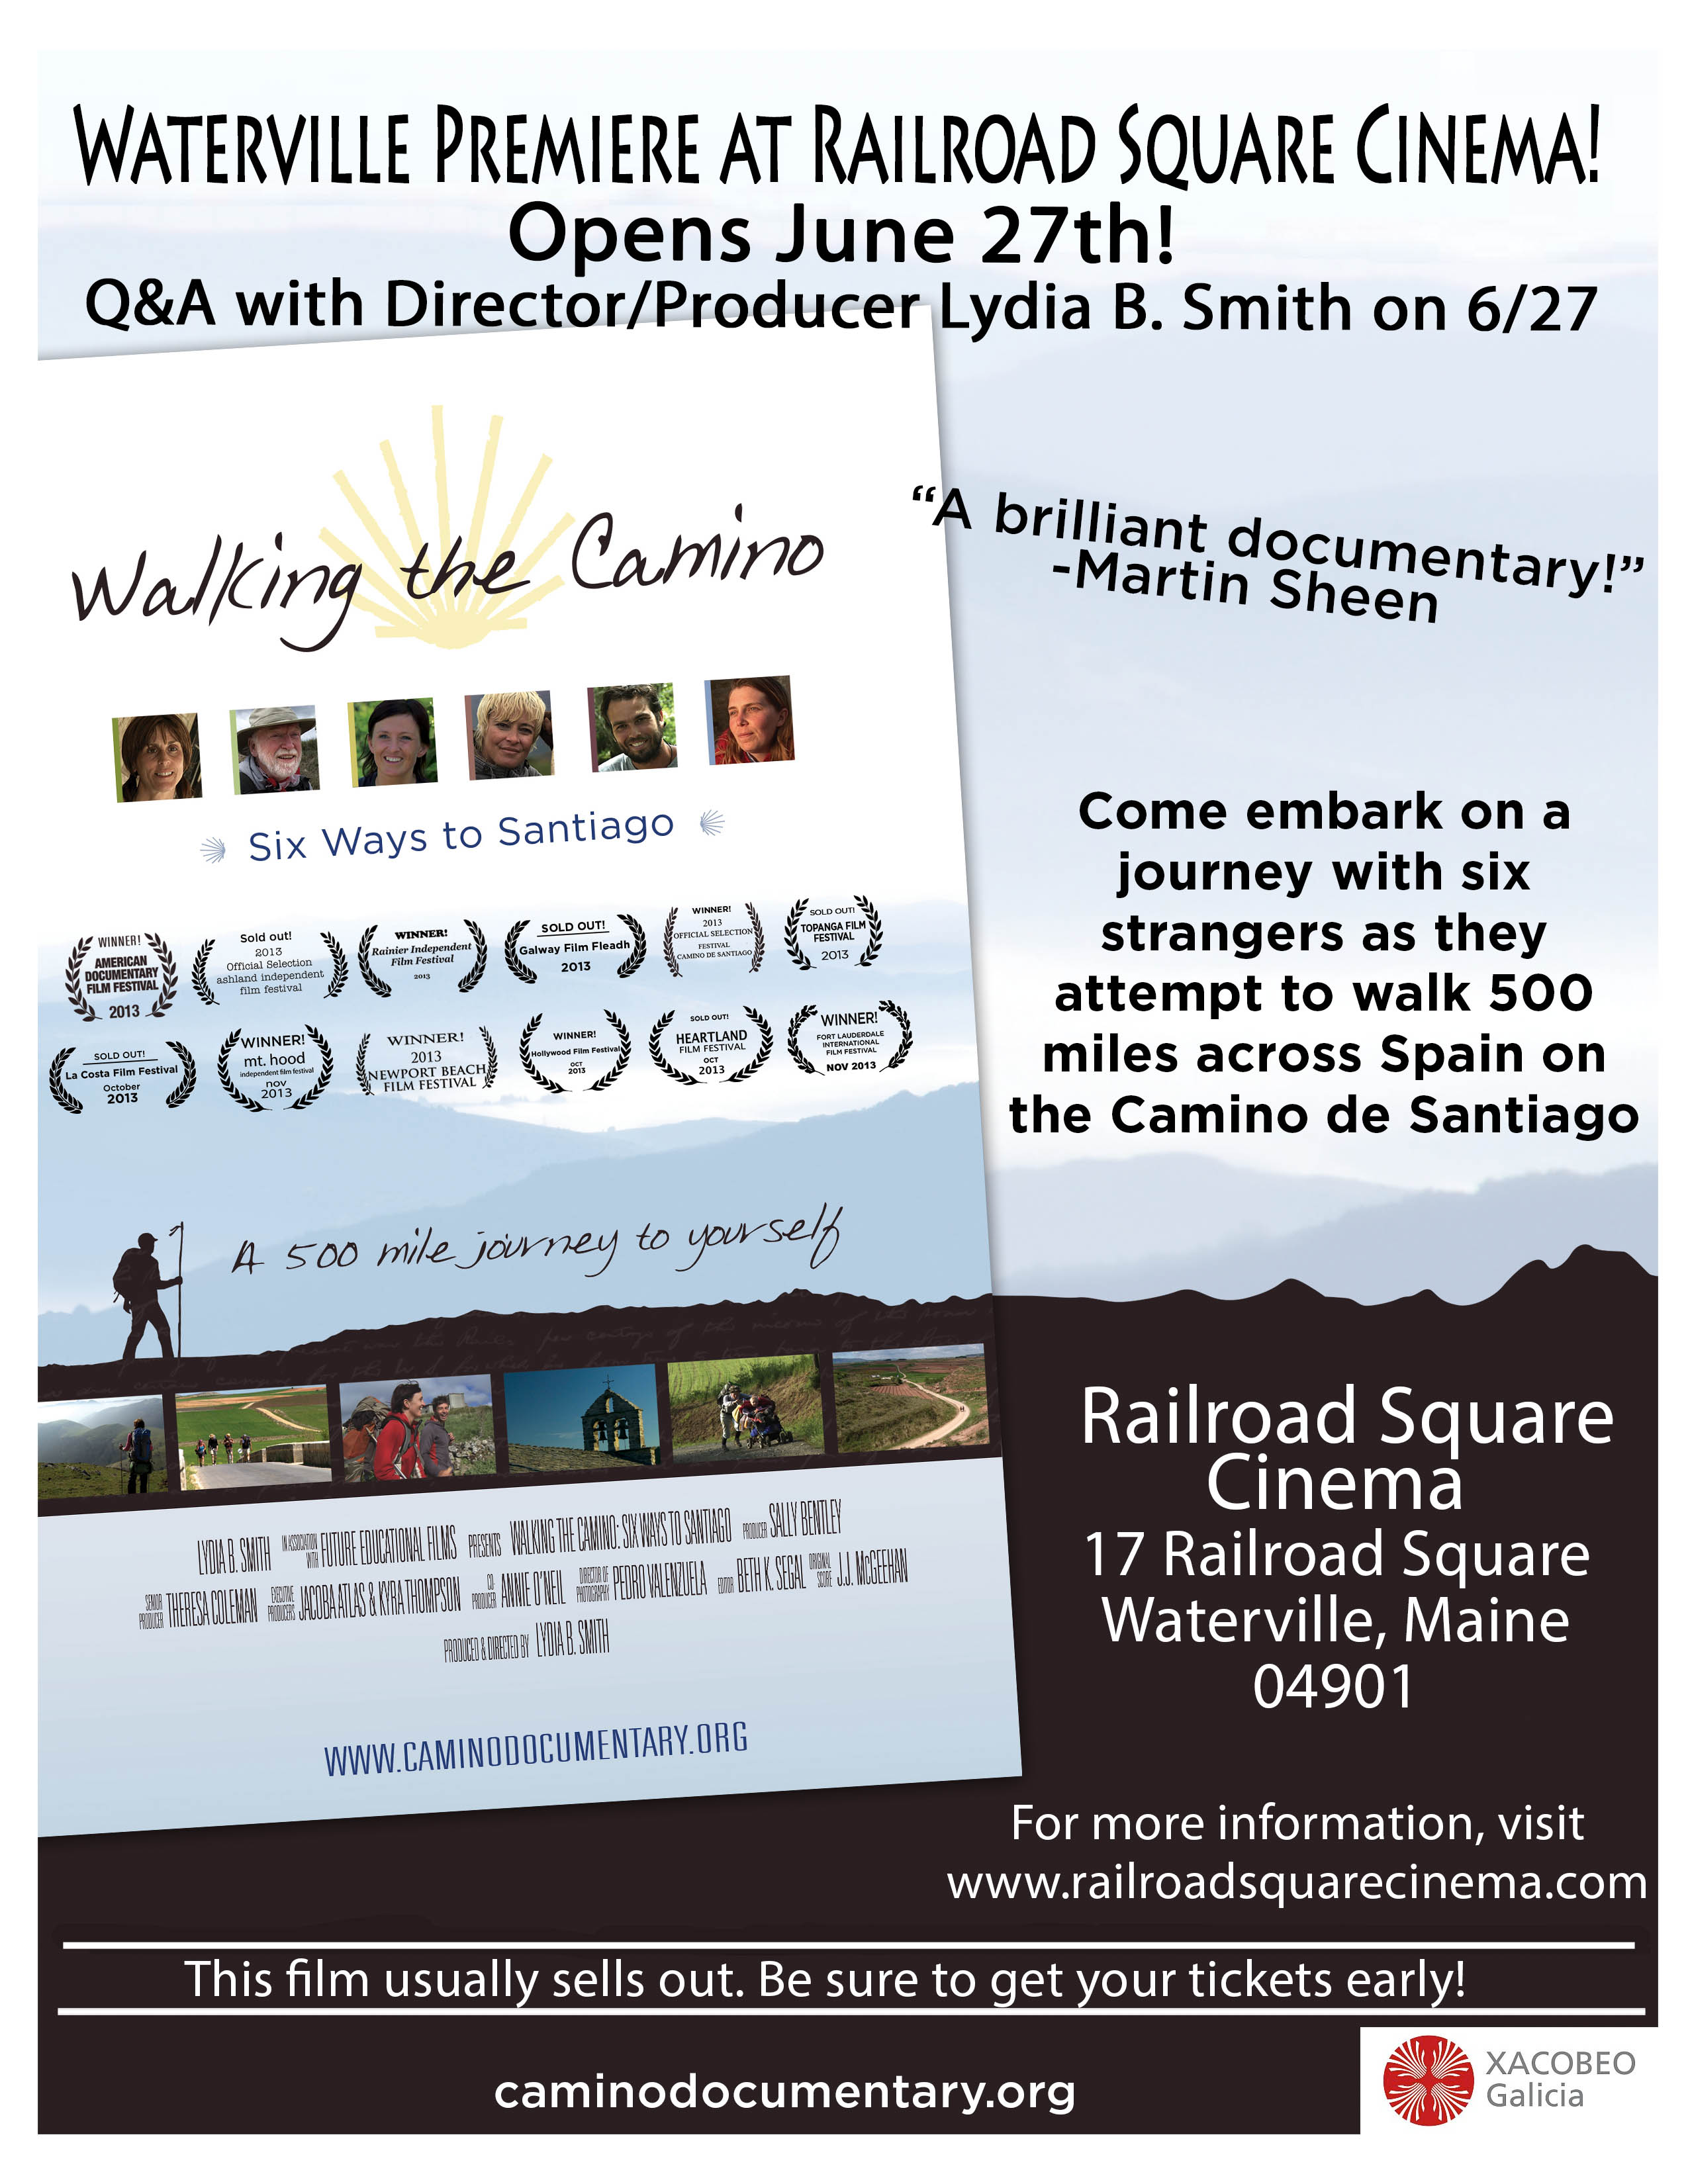 WATERVILLE PREMIERE AT RAILROAD SQUARE CINEMA!
Opens June 27th!
Q&A with Director/Producer Lydia B. Smith on 6/27
Walking the Camino
Six Ways to Santiago
WINNER!
AMERICAN
DOCUMENTARY
FILM FESTIVAL
2013
Sold out!
2013
Official Selection
ashland independent
film festival
WINNER!
Rainier Independent
Film Festival
2013
SOLD OUT!
Galway Film Fleadh
2013
WINNER!
2013
OFFICIAL SELECTION
FESTIVAL
CAMINO DE SANTIAGO
SOLD OUT!
TOPANGA FILM
FESTIVAL
2013
SOLD OUT!
La Costa Film Festival
October
2013
WINNER!
mt. hood
independent film festival
nov
2013
WINNER!
2013
NEWPORT BEACH
FILM FESTIVAL
WINNER!
Hollywood Film Festival
OCT
2013
SOLD OUT!
HEARTLAND
FILM FESTIVAL
OCT
2013
WINNER!
FORT LAUDERDALE
INTERNATIONAL
FILM FESTIVAL
NOV 2013
A 500 mile journey to yourself
LYDIA B. SMITH IN ASSOCIATION WITH FUTURE EDUCATIONAL FILMS PRESENTS WALKING THE CAMINO: SIX WAYS TO SANTIAGO PRODUCER SALLY BENTLEY
SENIOR PRODUCER THERESA COLEMAN EXECUTIVE PRODUCERS JACOBA ATLAS & KYRA THOMPSON CO-PRODUCER ANNIE O'NEIL DIRECTOR OF PHOTOGRAPHY PEDRO VALENZUELA EDITOR BETH K. SEGAL ORIGINAL SCORE J.J. McGEEHAN
PRODUCED & DIRECTED BY LYDIA B. SMITH
WWW.CAMINODOCUMENTARY.ORG
“A brilliant documentary!”
-Martin Sheen
Come embark on a
journey with six
strangers as they
attempt to walk 500
miles across Spain on
the Camino de Santiago
Railroad Square
Cinema
17 Railroad Square
Waterville, Maine
04901
For more information, visit
www.railroadsquarecinema.com
This film usually sells out. Be sure to get your tickets early!
caminodocumentary.org
XACOBEO
Galicia